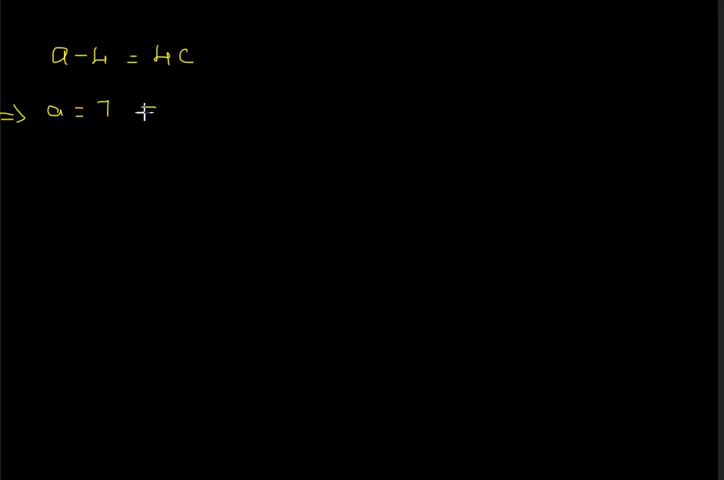 a-4 = 4c
=> a = 7